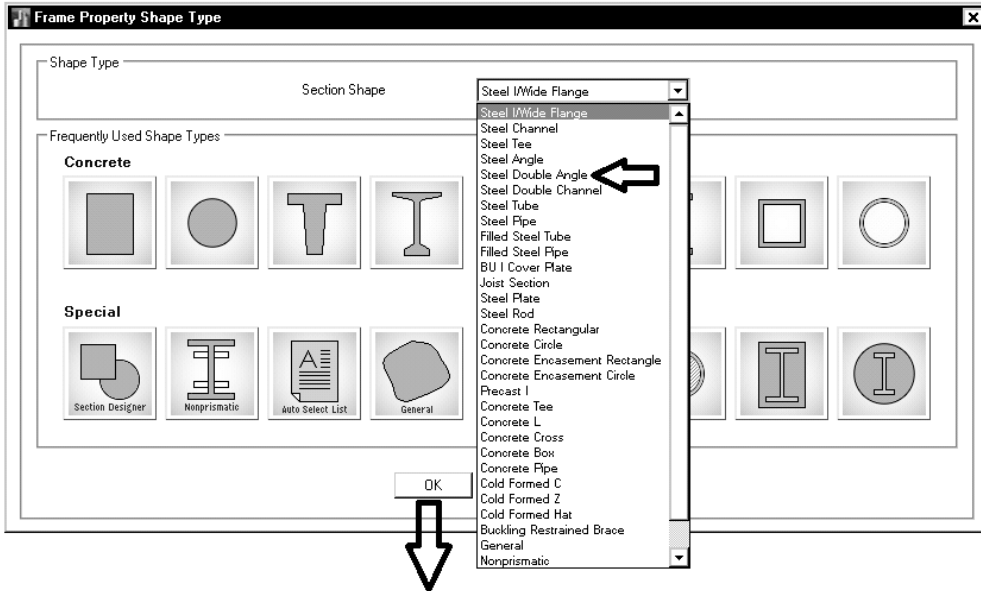 Frame Property Shape Type
Shape Type
Section Shape
Steel I/Wide Flange
Steel I/Wide Flange
Steel Channel
Steel Tee
Steel Angle
Steel Double Angle
Steel Double Channel
Steel Tube
Steel Pipe
Filled Steel Tube
Filled Steel Pipe
BU I Cover Plate
Joist Section
Steel Plate
Steel Rod
Concrete Rectangular
Concrete Circle
Concrete Encasement Rectangle
Concrete Encasement Circle
Precast I
Concrete Tee
Concrete L
Concrete Cross
Concrete Box
Concrete Pipe
Cold Formed C
Cold Formed Z
Cold Formed Hat
Buckling Restrained Brace
General
Nonprismatic
Frequently Used Shape Types
Concrete
Special
Section Designer
Nonprismatic
A
Auto Select List
General
OK